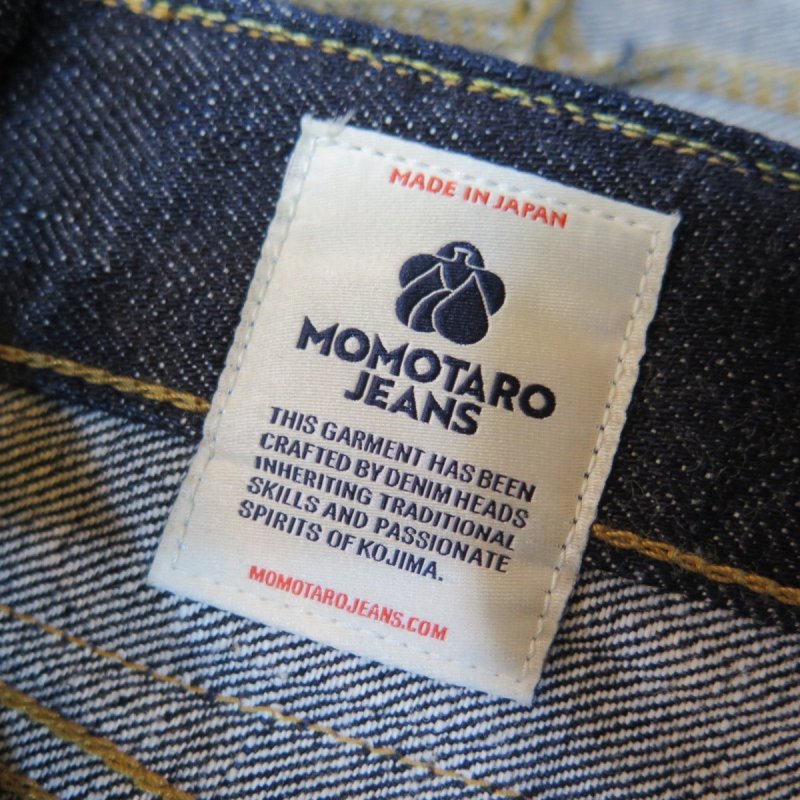 MADE IN JAPAN
MOMOTARO
JEANS
THIS GARMENT HAS BEEN
CRAFTED BY DENIM HEADS
INHERITING TRADITIONAL
SKILLS AND PASSIONATE
SPIRITS OF KOJIMA.
MOMOTAROJEANS.COM